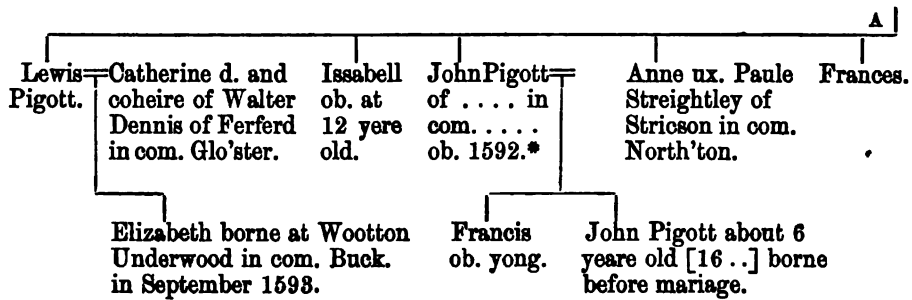 A
Lewis
Pigott.
Catherine d. and
coheire of Walter
Dennis of Ferferd
in com. Glo'ster.
Issabell
ob. at
12 yere
old.
John Pigott
of .... in
com.....
ob. 1592.*
Anne ux. Paule
Streightley of
Stricson in com.
North'ton.
Frances.
Elizabeth borne at Wootton
Underwood in com. Buck.
in September 1593.
Francis
ob. yong.
John Pigott about 6
yeare old [16 ..] borne
before mariage.